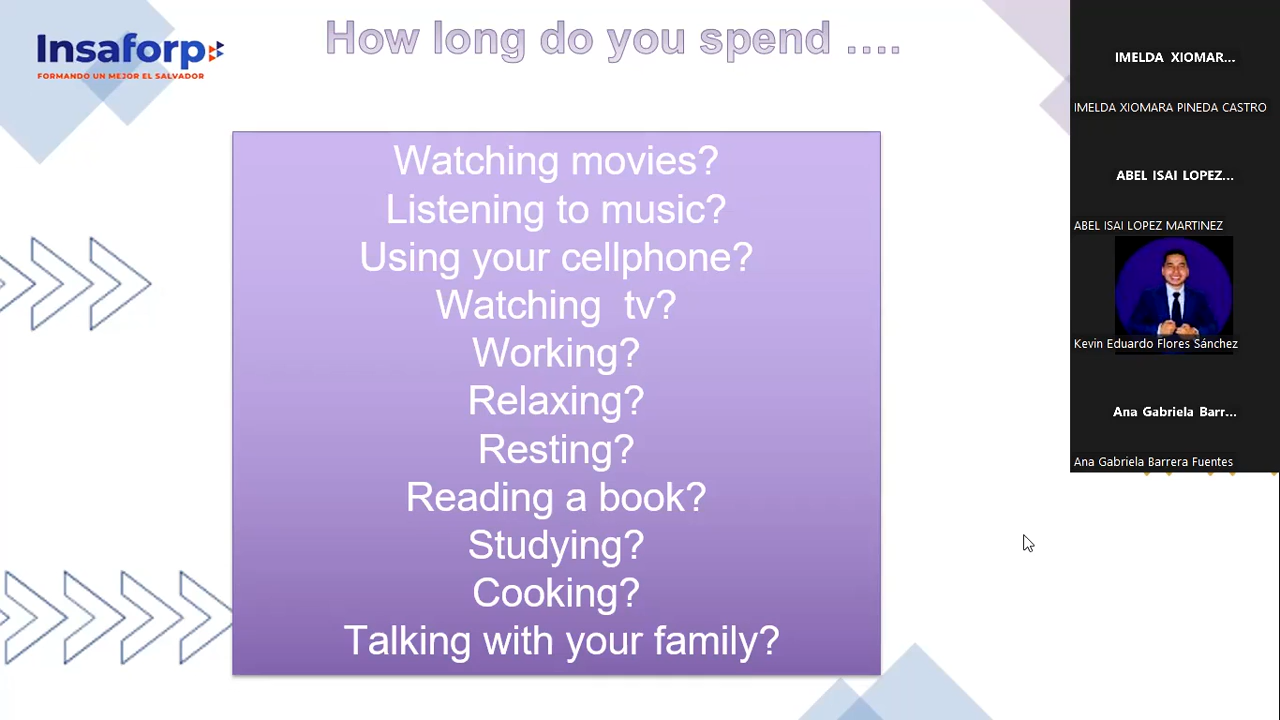 How long do you spend ....
Insaforp
FORMANDO UN MEJOR EL SALVADOR
Watching movies?
Listening to music?
Using your cellphone?
Watching  tv?
Working?
Relaxing?
Resting?
Reading a book?
Studying?
Cooking?
Talking with your family?
IMELDA XIOMAR...
IMELDA XIOMARA PINEDA CASTRO
ABEL ISAI LOPEZ...
ABEL ISAI LOPEZ MARTINEZ
Kevin Eduardo Flores Sánchez
Ana Gabriela Barr...
Ana Gabriela Barrera Fuentes